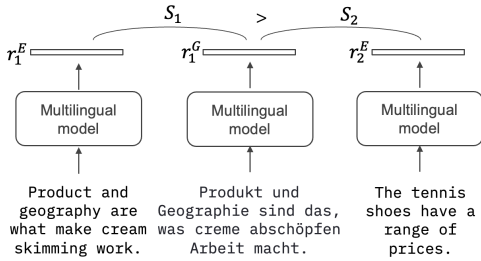 S₁ > S₂
r₁ᴱ r₁ᴳ r₂ᴱ
Multilingual model
Multilingual model
Multilingual model
Product and
geography are
what make cream
skimming work.
Produkt und
Geographie sind das,
was creme abschöpfen
Arbeit macht.
The tennis
shoes have a
range of
prices.